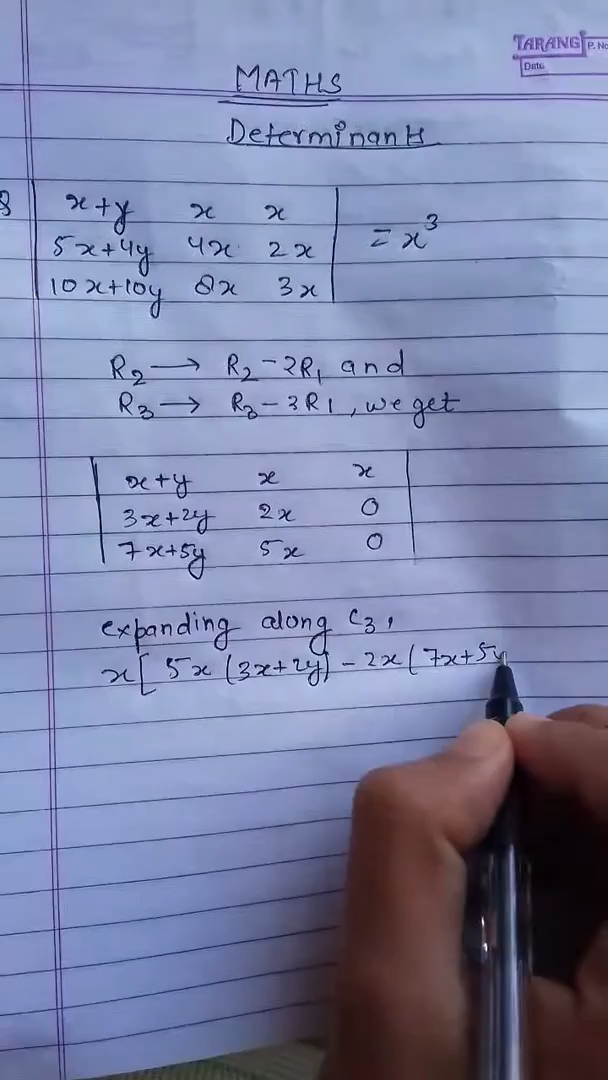 TARANG P. No
Date
MATHS
Determinants
| x+y x x |
| 5x+4y 4x 2x | = x³
| 10x+10y 8x 3x |
R₂ → R₂-2R₁ and
R₃ → R₃-3R₁, we get
| x+y x x |
| 3x+2y 2x 0 |
| 7x+5y 5x 0 |
expanding along C₃,
x[ 5x (3x+2y) - 2x (7x+5y